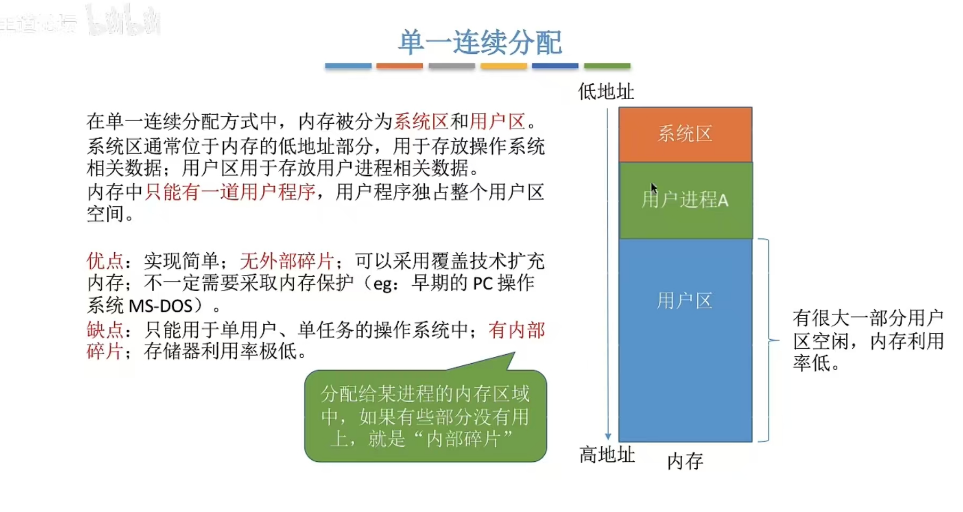 bilibili
单一连续分配
低地址
在单一连续分配方式中，内存被分为系统区和用户区。
系统区通常位于内存的低地址部分，用于存放操作系统
相关数据；用户区用于存放用户进程相关数据。
内存中只能有一道用户程序，用户程序独占整个用户区
空间。
优点：实现简单；无外部碎片；可以采用覆盖技术扩充
内存；不一定需要采取内存保护（eg：早期的 PC 操作
系统 MS-DOS）。
缺点：只能用于单用户、单任务的操作系统中；有内部
碎片；存储器利用率极低。
分配给某进程的内存区域
中，如果有些部分没有用
上，就是“内部碎片”
系统区
用户进程A
用户区
有很大一部分用户
区空闲，内存利用
率低。
高地址
内存